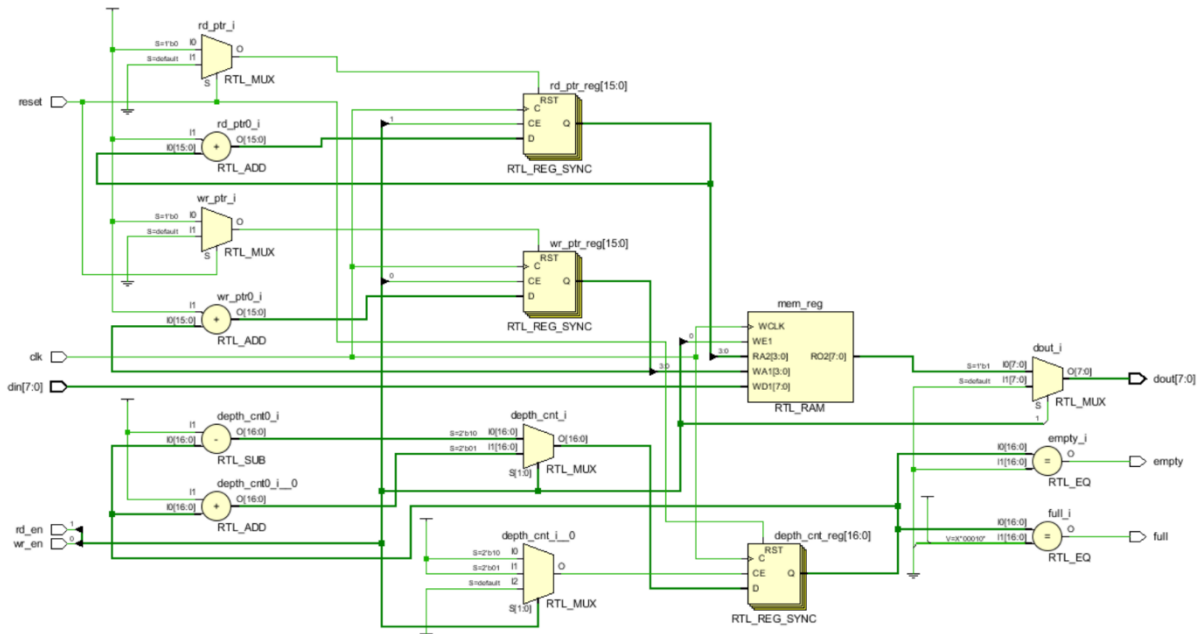 rd_ptr_i
S=1'b0 I0 O
S=default I1
S RTL_MUX
reset
rd_ptr_reg[15:0]
RST
C
1 CE Q
D
RTL_REG_SYNC
rd_ptr0_i
I1 O[15:0]
I0[15:0] +
RTL_ADD
wr_ptr_i
S=1'b0 I0 O
S=default I1
S RTL_MUX
wr_ptr_reg[15:0]
RST
C
0 CE Q
D
RTL_REG_SYNC
wr_ptr0_i
I1 O[15:0]
I0[15:0] +
RTL_ADD
clk
din[7:0]
mem_reg
WCLK
0 WE1
3:0 RA2[3:0] RO2[7:0]
3:0 WA1[3:0]
WD1[7:0]
RTL_RAM
dout_i
S=1'b1 I0[7:0] O[7:0]
S=default I1[7:0]
S RTL_MUX
1
dout[7:0]
depth_cnt0_i
I1 O[16:0]
I0[16:0] -
RTL_SUB
depth_cnt_i
S=2'b10 I0[16:0] O[16:0]
S=2'b01 I1[16:0]
S[1:0] RTL_MUX
empty_i
I0[16:0] O
I1[16:0] =
RTL_EQ
empty
depth_cnt0_i__0
I1 O[16:0]
I0[16:0] +
RTL_ADD
rd_en 1
wr_en 0
depth_cnt_i__0
S=2'b10 I0
S=2'b01 I1 O
S=default I2
S[1:0] RTL_MUX
depth_cnt_reg[16:0]
RST
C
CE Q
D
RTL_REG_SYNC
full_i
I0[16:0] O
V=X"00010" I1[16:0] =
RTL_EQ
full